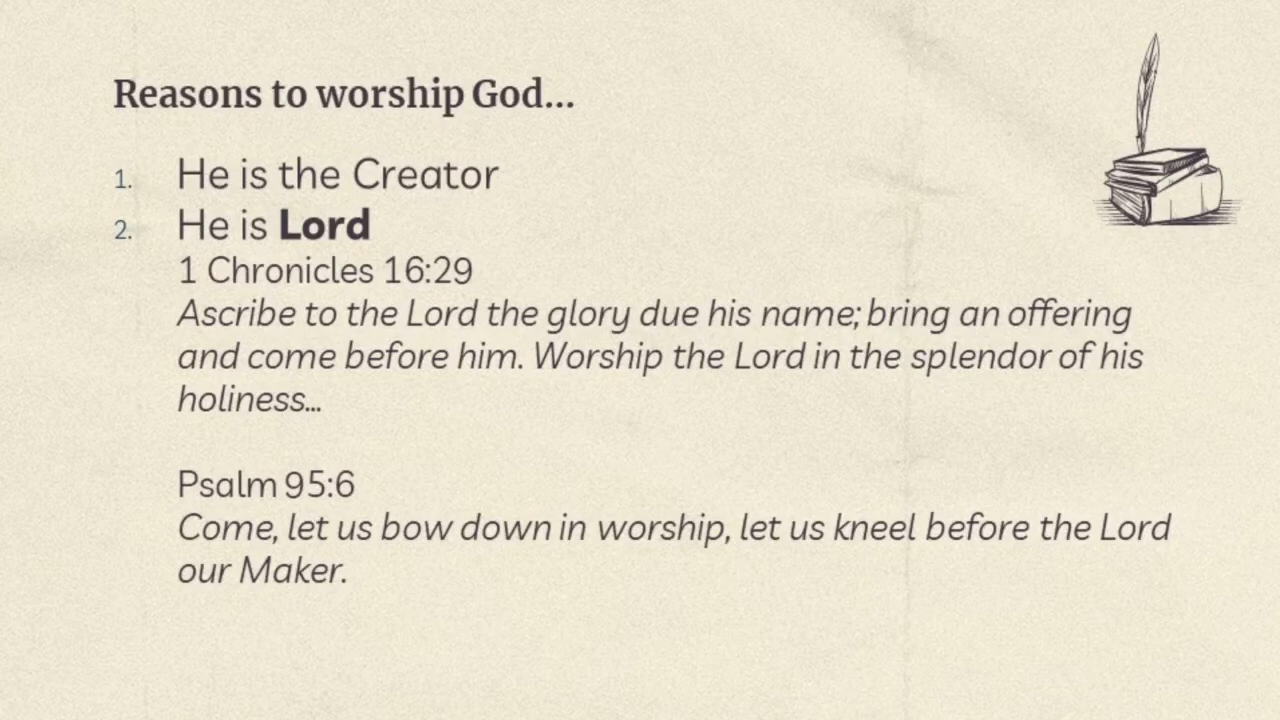 Reasons to worship God...
1. He is the Creator
2. He is Lord
1 Chronicles 16:29
Ascribe to the Lord the glory due his name; bring an offering
and come before him. Worship the Lord in the splendor of his
holiness...
Psalm 95:6
Come, let us bow down in worship, let us kneel before the Lord
our Maker.